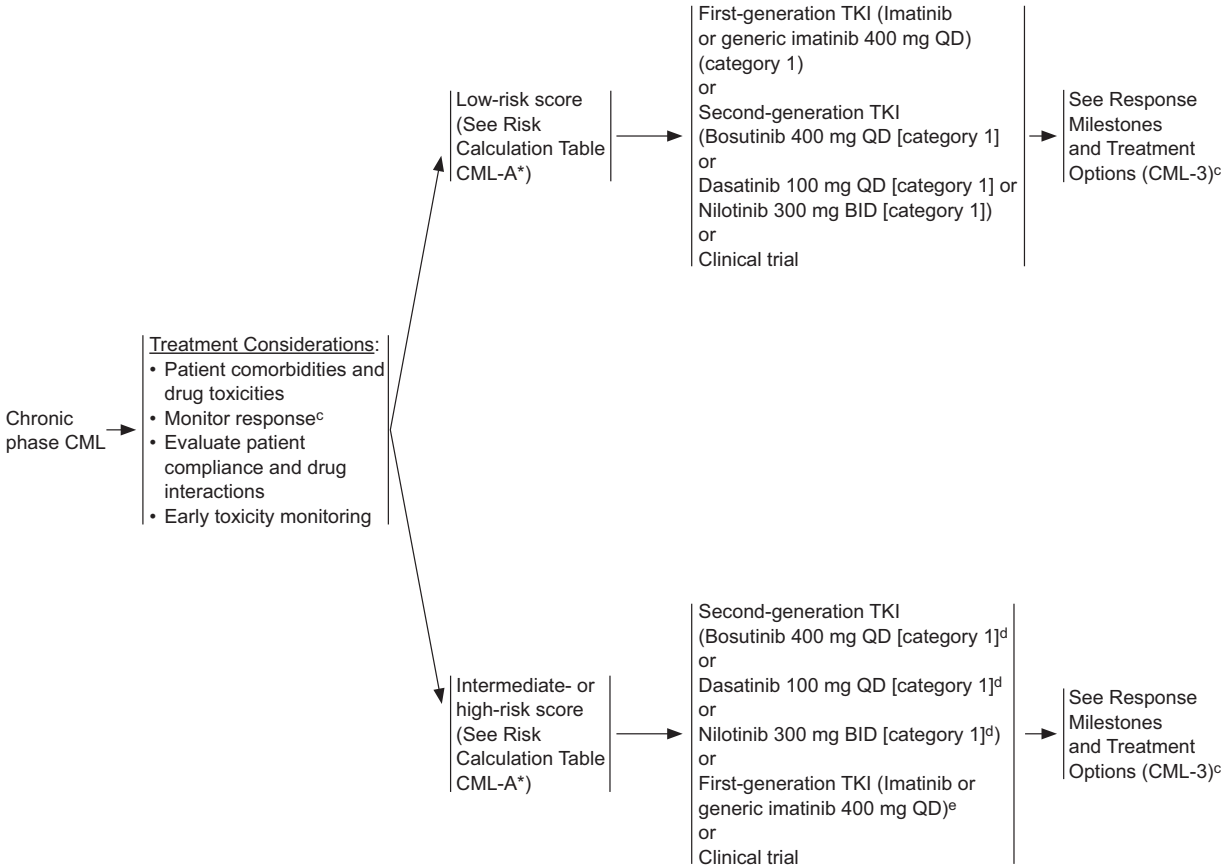 Chronic
phase CML
Treatment Considerations:
• Patient comorbidities and
drug toxicities
• Monitor responseᶜ
• Evaluate patient
compliance and drug
interactions
• Early toxicity monitoring
Low-risk score
(See Risk
Calculation Table
CML-A*)
First-generation TKI (Imatinib
or generic imatinib 400 mg QD)
(category 1)
or
Second-generation TKI
(Bosutinib 400 mg QD [category 1]
or
Dasatinib 100 mg QD [category 1] or
Nilotinib 300 mg BID [category 1])
or
Clinical trial
See Response
Milestones
and Treatment
Options (CML-3)ᶜ
Intermediate- or
high-risk score
(See Risk
Calculation Table
CML-A*)
Second-generation TKI
(Bosutinib 400 mg QD [category 1]ᵈ
or
Dasatinib 100 mg QD [category 1]ᵈ
or
Nilotinib 300 mg BID [category 1]ᵈ)
or
First-generation TKI (Imatinib or
generic imatinib 400 mg QD)ᵉ
or
Clinical trial
See Response
Milestones
and Treatment
Options (CML-3)ᶜ